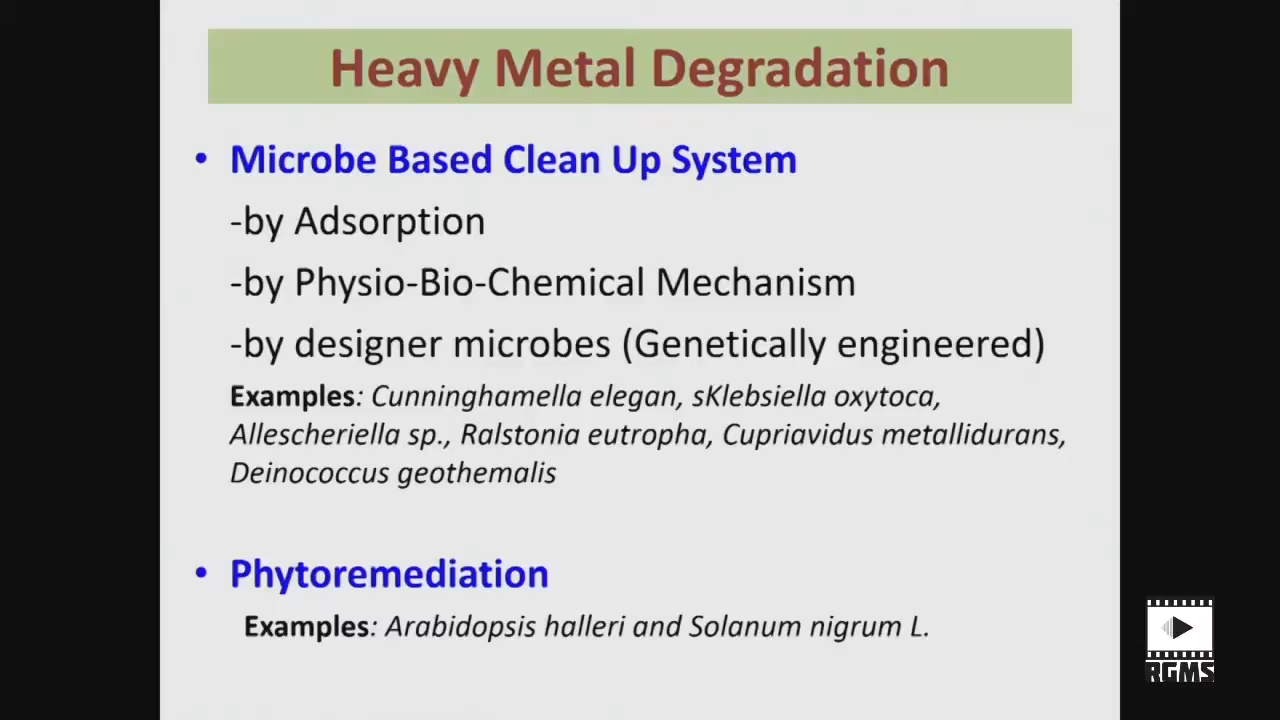 Heavy Metal Degradation
• Microbe Based Clean Up System
-by Adsorption
-by Physio-Bio-Chemical Mechanism
-by designer microbes (Genetically engineered)
Examples: Cunninghamella elegan, sKlebsiella oxytoca,
Allescheriella sp., Ralstonia eutropha, Cupriavidus metallidurans,
Deinococcus geothemalis
• Phytoremediation
Examples: Arabidopsis halleri and Solanum nigrum L.
RGMS